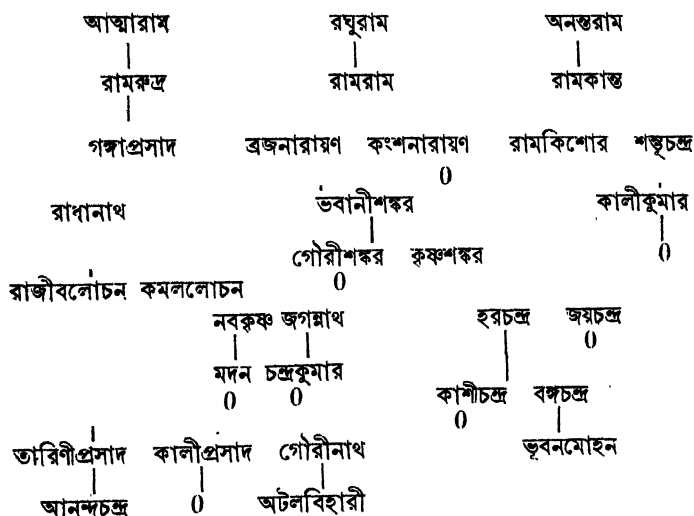 আত্মারাম রঘুরাম অনন্তরাম
রামরুদ্র রামরাম রামকান্ত
গঙ্গাপ্রসাদ ব্রজনারায়ণ কংশনারায়ণ রামকিশোর শম্ভূচন্দ্র
0
রাধানাথ ভবানীশঙ্কর কালীকুমার
গৌরীশঙ্কর কৃষ্ণশঙ্কর 0
রাজীবলোচন কমললোচন 0
নবকৃষ্ণ জগন্নাথ হরচন্দ্র জয়চন্দ্র
0
মদন চন্দ্রকুমার কাশীচন্দ্র বঙ্গচন্দ্র
0 0 0
তারিণীপ্রসাদ কালীপ্রসাদ গৌরীনাথ ভূবনমোহন
আনন্দচন্দ্র 0 অটলবিহারী